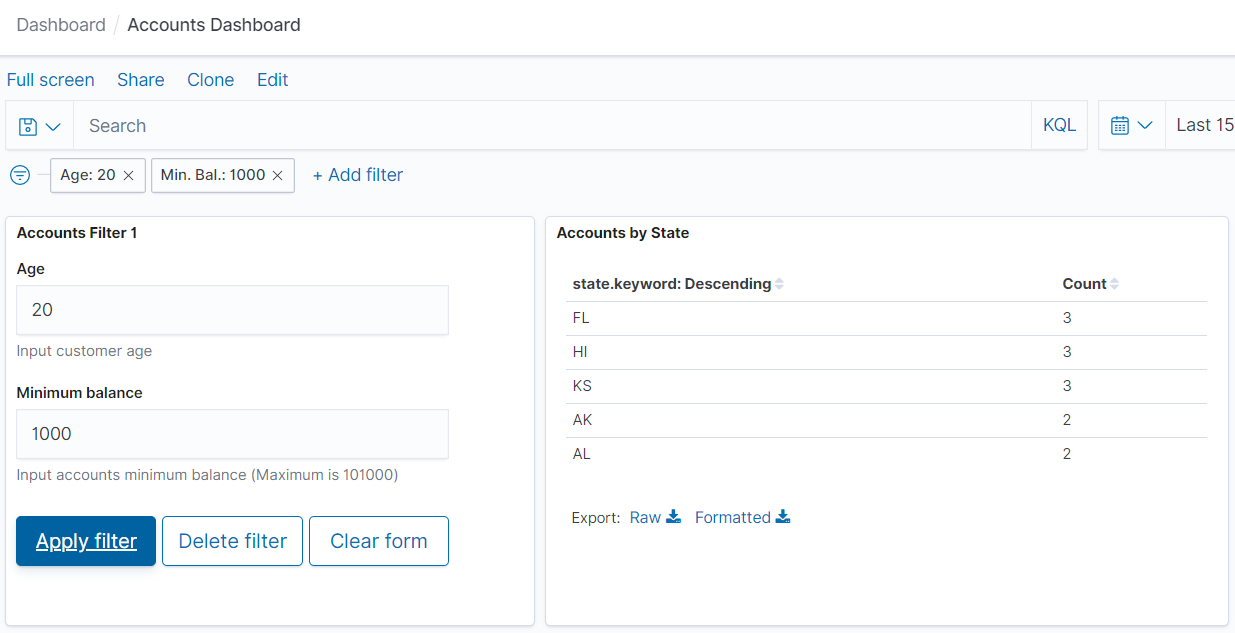 Dashboard / Accounts Dashboard
Full screen Share Clone Edit
Search KQL Last 15
Age: 20 × Min. Bal.: 1000 × + Add filter
Accounts Filter 1
Age
20
Input customer age
Minimum balance
1000
Input accounts minimum balance (Maximum is 101000)
Apply filter Delete filter Clear form
Accounts by State
state.keyword: Descending Count
FL 3
HI 3
KS 3
AK 2
AL 2
Export: Raw Formatted